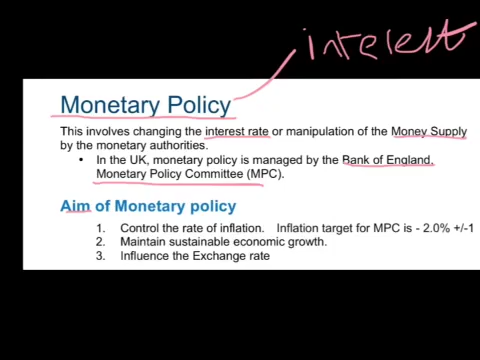 interest
Monetary Policy
This involves changing the interest rate or manipulation of the Money Supply
by the monetary authorities.
• In the UK, monetary policy is managed by the Bank of England,
Monetary Policy Committee (MPC).
Aim of Monetary policy
1. Control the rate of inflation. Inflation target for MPC is - 2.0% +/-1
2. Maintain sustainable economic growth.
3. Influence the Exchange rate